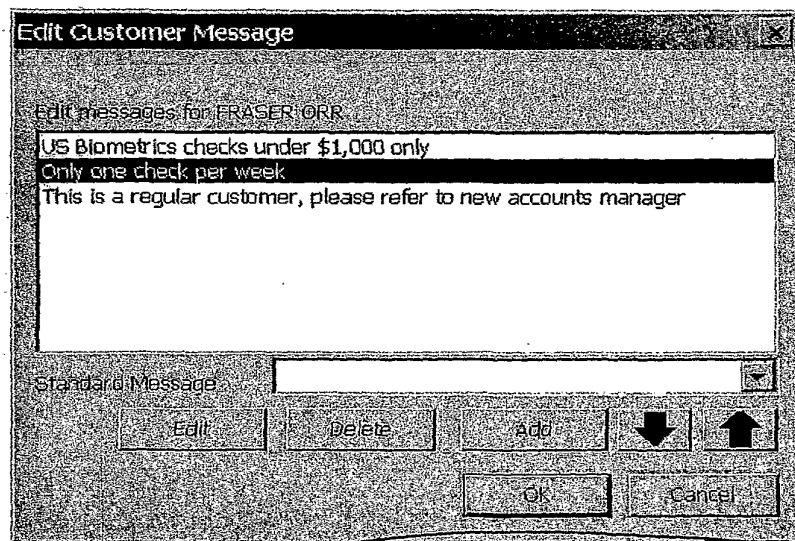 Edit Customer Message
Edit messages for FRASER ORR
US Biometrics checks under $1,000 only
Only one check per week
This is a regular customer, please refer to new accounts manager
Standard Message
Edit Delete Add
OK Cancel